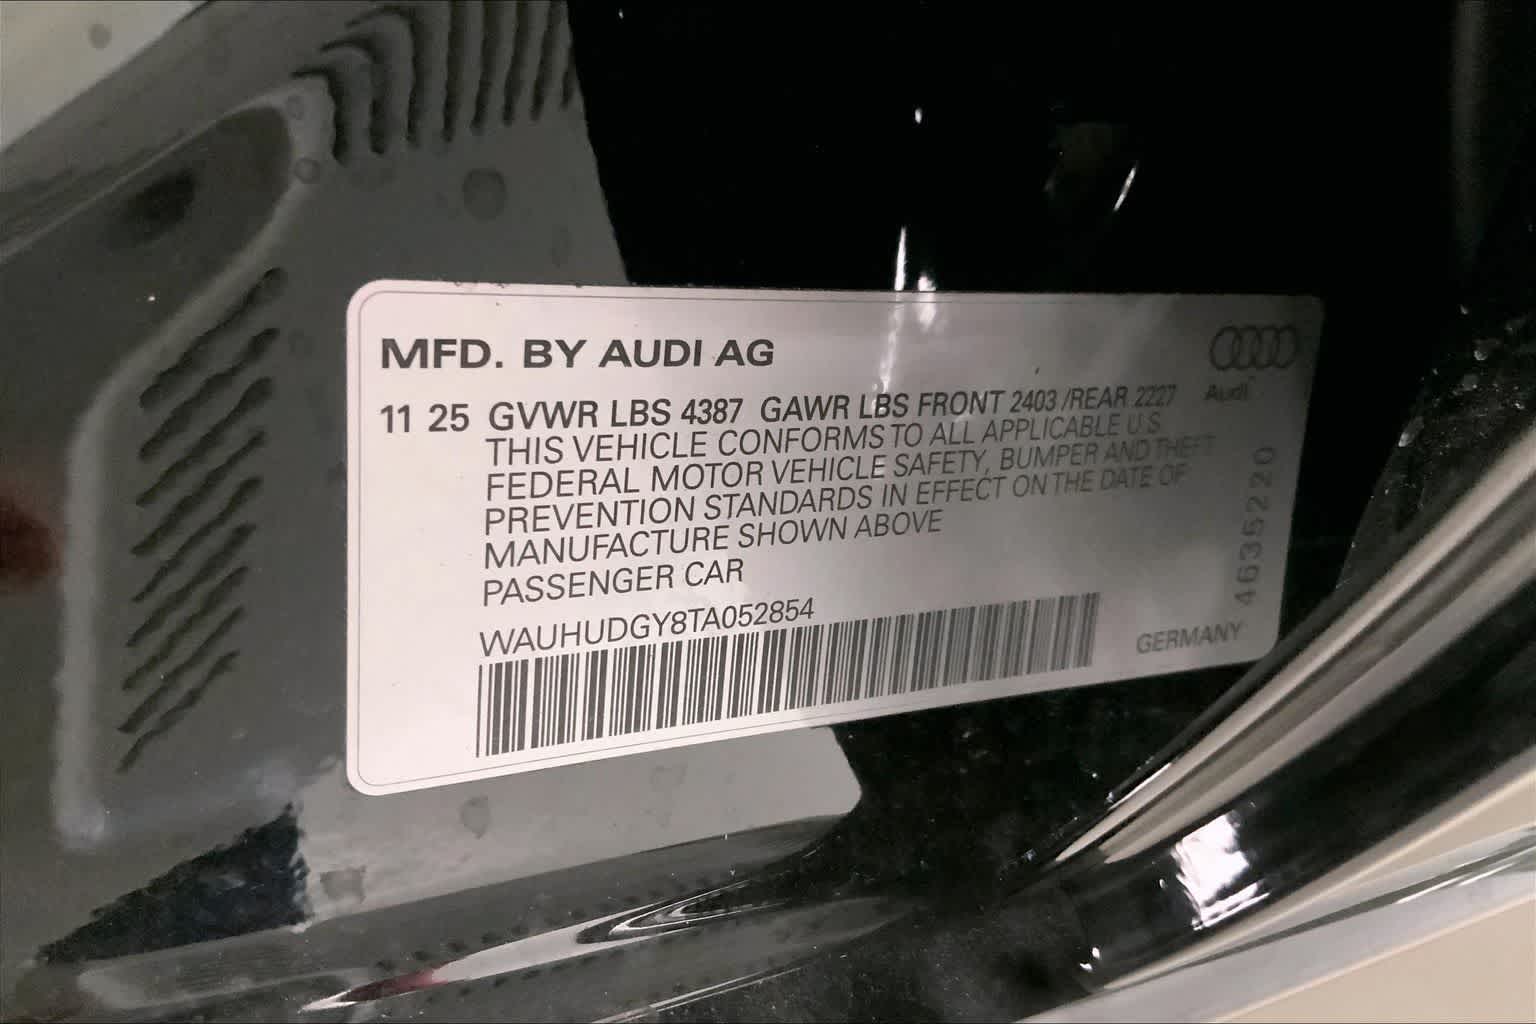 MFD. BY AUDI AG
Audi
11 25 GVWR LBS 4387 GAWR LBS FRONT 2403 /REAR 2227
THIS VEHICLE CONFORMS TO ALL APPLICABLE U.S.
FEDERAL MOTOR VEHICLE SAFETY, BUMPER AND THEFT
PREVENTION STANDARDS IN EFFECT ON THE DATE OF
MANUFACTURE SHOWN ABOVE
PASSENGER CAR
WAUHUDGY8TA052854
GERMANY
4635220